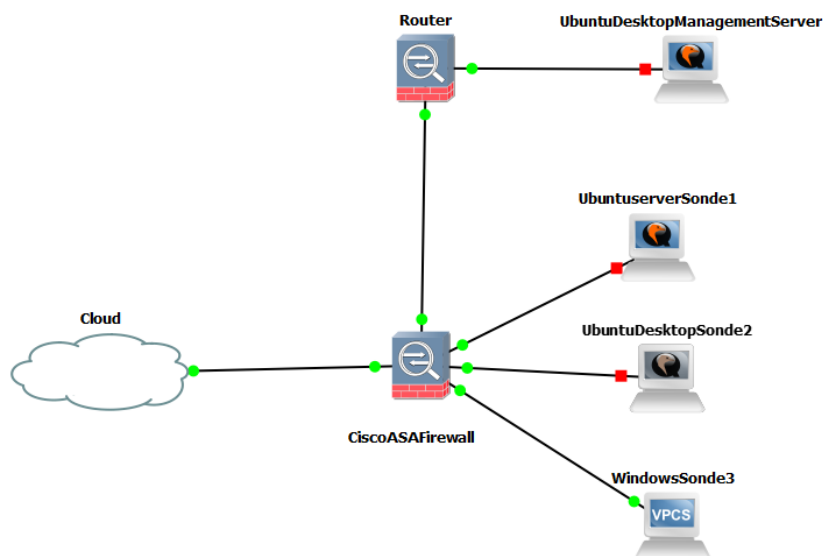 Router
UbuntuDesktopManagementServer
UbuntuserverSonde1
Cloud
UbuntuDesktopSonde2
CiscoASAFirewall
WindowsSonde3
VPCS